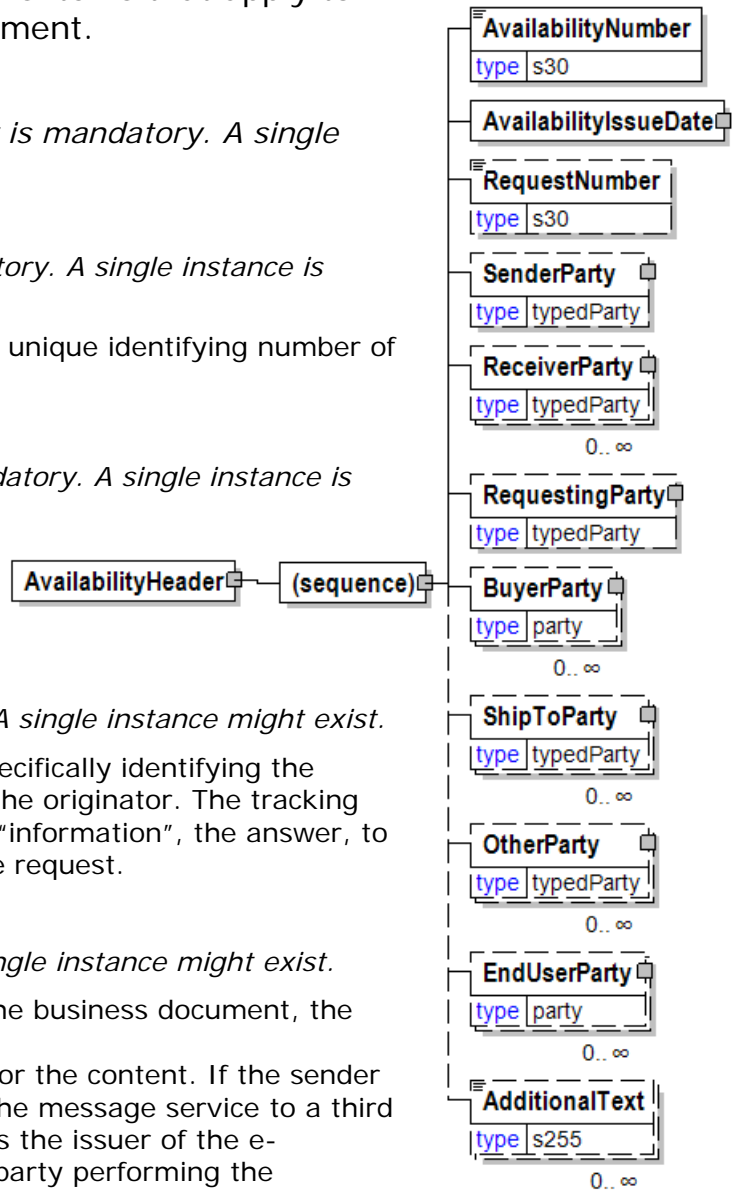 ment.
is mandatory. A single
tory. A single instance is
unique identifying number of
datory. A single instance is
A single instance might exist.
ecifically identifying the
he originator. The tracking
“information”, the answer, to
e request.
ngle instance might exist.
he business document, the
or the content. If the sender
he message service to a third
s the issuer of the e-
party performing the
AvailabilityHeader
(sequence)
AvailabilityNumber
type s30
AvailabilityIssueDate
RequestNumber
type s30
SenderParty
type typedParty
ReceiverParty
type typedParty
0.. ∞
RequestingParty
type typedParty
BuyerParty
type party
0.. ∞
ShipToParty
type typedParty
0.. ∞
OtherParty
type typedParty
0.. ∞
EndUserParty
type party
0.. ∞
AdditionalText
type s255
0.. ∞